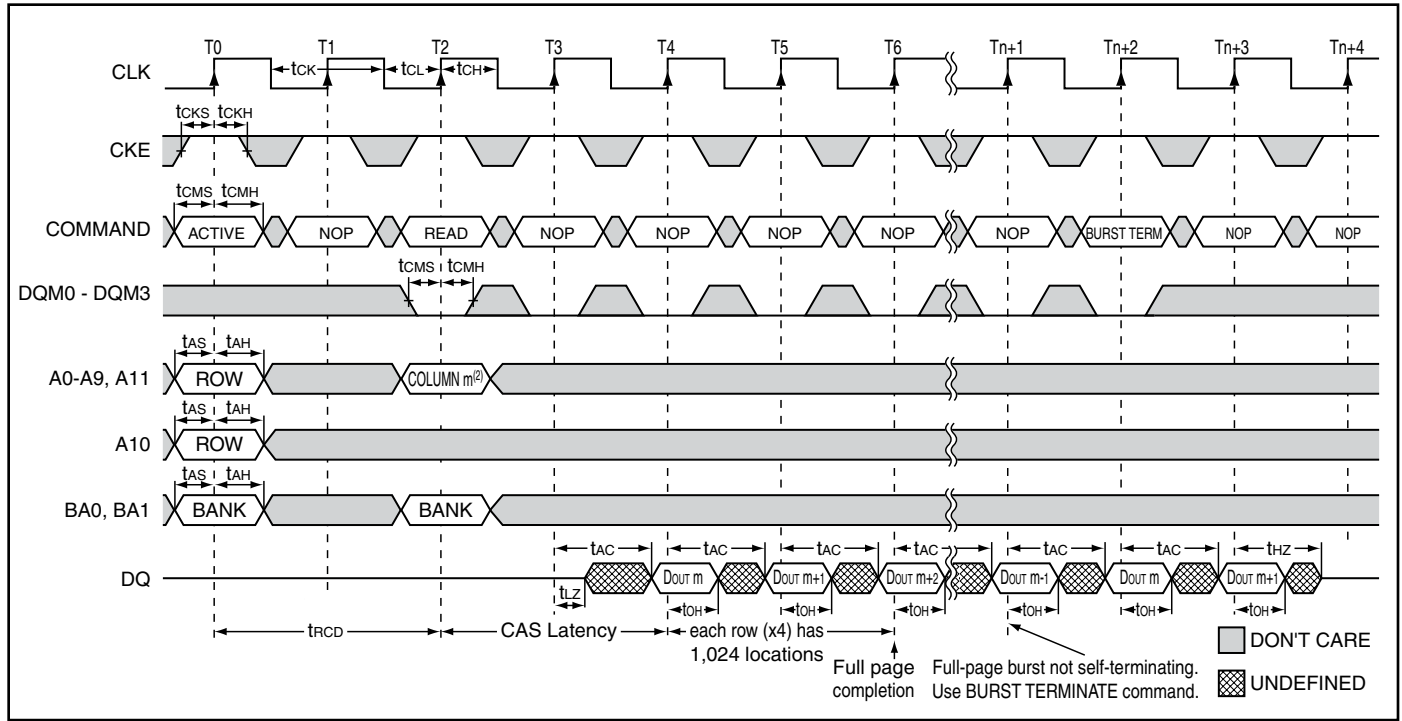 T0 T1 T2 T3 T4 T5 T6 Tn+1 Tn+2 Tn+3 Tn+4
CLK tCK tCL tCH
tCKS tCKH
CKE
tCMS tCMH
COMMAND ACTIVE NOP READ NOP NOP NOP NOP NOP BURST TERM NOP NOP
tCMS tCMH
DQM0 - DQM3
tAS tAH
A0-A9, A11 ROW COLUMN m(2)
tAS tAH
A10 ROW
tAS tAH
BA0, BA1 BANK BANK
tAC tAC tAC tAC tAC tAC tHZ
DQ DOUT m DOUT m+1 DOUT m+2 DOUT m-1 DOUT m DOUT m+1
tLZ tOH tOH tOH tOH tOH tOH
tRCD CAS Latency each row (x4) has
1,024 locations
Full page
completion
Full-page burst not self-terminating.
Use BURST TERMINATE command.
DON'T CARE
UNDEFINED